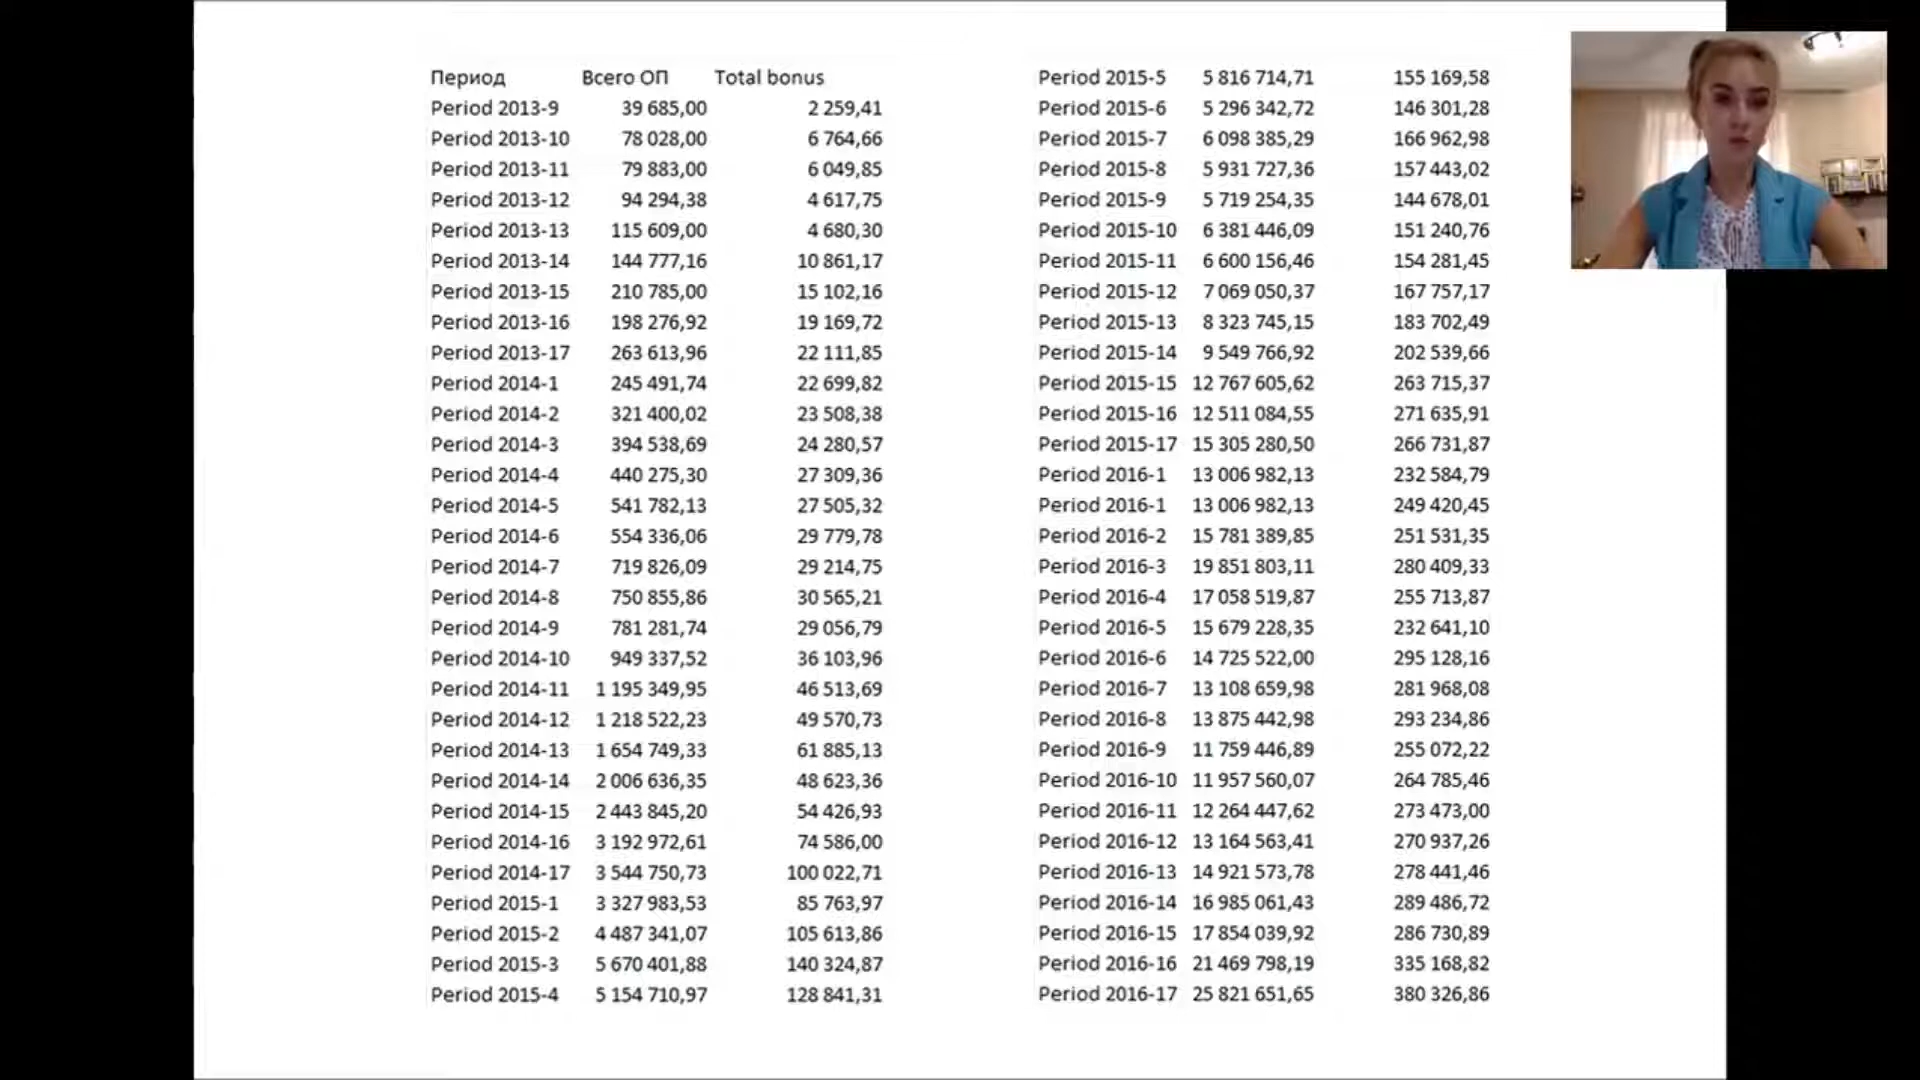 Период Всего ОП Total bonus
Period 2013-9 39 685,00 2 259,41
Period 2013-10 78 028,00 6 764,66
Period 2013-11 79 883,00 6 049,85
Period 2013-12 94 294,38 4 617,75
Period 2013-13 115 609,00 4 680,30
Period 2013-14 144 777,16 10 861,17
Period 2013-15 210 785,00 15 102,16
Period 2013-16 198 276,92 19 169,72
Period 2013-17 263 613,96 22 111,85
Period 2014-1 245 491,74 22 699,82
Period 2014-2 321 400,02 23 508,38
Period 2014-3 394 538,69 24 280,57
Period 2014-4 440 275,30 27 309,36
Period 2014-5 541 782,13 27 505,32
Period 2014-6 554 336,06 29 779,78
Period 2014-7 719 826,09 29 214,75
Period 2014-8 750 855,86 30 565,21
Period 2014-9 781 281,74 29 056,79
Period 2014-10 949 337,52 36 103,96
Period 2014-11 1 195 349,95 46 513,69
Period 2014-12 1 218 522,23 49 570,73
Period 2014-13 1 654 749,33 61 885,13
Period 2014-14 2 006 636,35 48 623,36
Period 2014-15 2 443 845,20 54 426,93
Period 2014-16 3 192 972,61 74 586,00
Period 2014-17 3 544 750,73 100 022,71
Period 2015-1 3 327 983,53 85 763,97
Period 2015-2 4 487 341,07 105 613,86
Period 2015-3 5 670 401,88 140 324,87
Period 2015-4 5 154 710,97 128 841,31
Period 2015-5 5 816 714,71 155 169,58
Period 2015-6 5 296 342,72 146 301,28
Period 2015-7 6 098 385,29 166 962,98
Period 2015-8 5 931 727,36 157 443,02
Period 2015-9 5 719 254,35 144 678,01
Period 2015-10 6 381 446,09 151 240,76
Period 2015-11 6 600 156,46 154 281,45
Period 2015-12 7 069 050,37 167 757,17
Period 2015-13 8 323 745,15 183 702,49
Period 2015-14 9 549 766,92 202 539,66
Period 2015-15 12 767 605,62 263 715,37
Period 2015-16 12 511 084,55 271 635,91
Period 2015-17 15 305 280,50 266 731,87
Period 2016-1 13 006 982,13 232 584,79
Period 2016-1 13 006 982,13 249 420,45
Period 2016-2 15 781 389,85 251 531,35
Period 2016-3 19 851 803,11 280 409,33
Period 2016-4 17 058 519,87 255 713,87
Period 2016-5 15 679 228,35 232 641,10
Period 2016-6 14 725 522,00 295 128,16
Period 2016-7 13 108 659,98 281 968,08
Period 2016-8 13 875 442,98 293 234,86
Period 2016-9 11 759 446,89 255 072,22
Period 2016-10 11 957 560,07 264 785,46
Period 2016-11 12 264 447,62 273 473,00
Period 2016-12 13 164 563,41 270 937,26
Period 2016-13 14 921 573,78 278 441,46
Period 2016-14 16 985 061,43 289 486,72
Period 2016-15 17 854 039,92 286 730,89
Period 2016-16 21 469 798,19 335 168,82
Period 2016-17 25 821 651,65 380 326,86